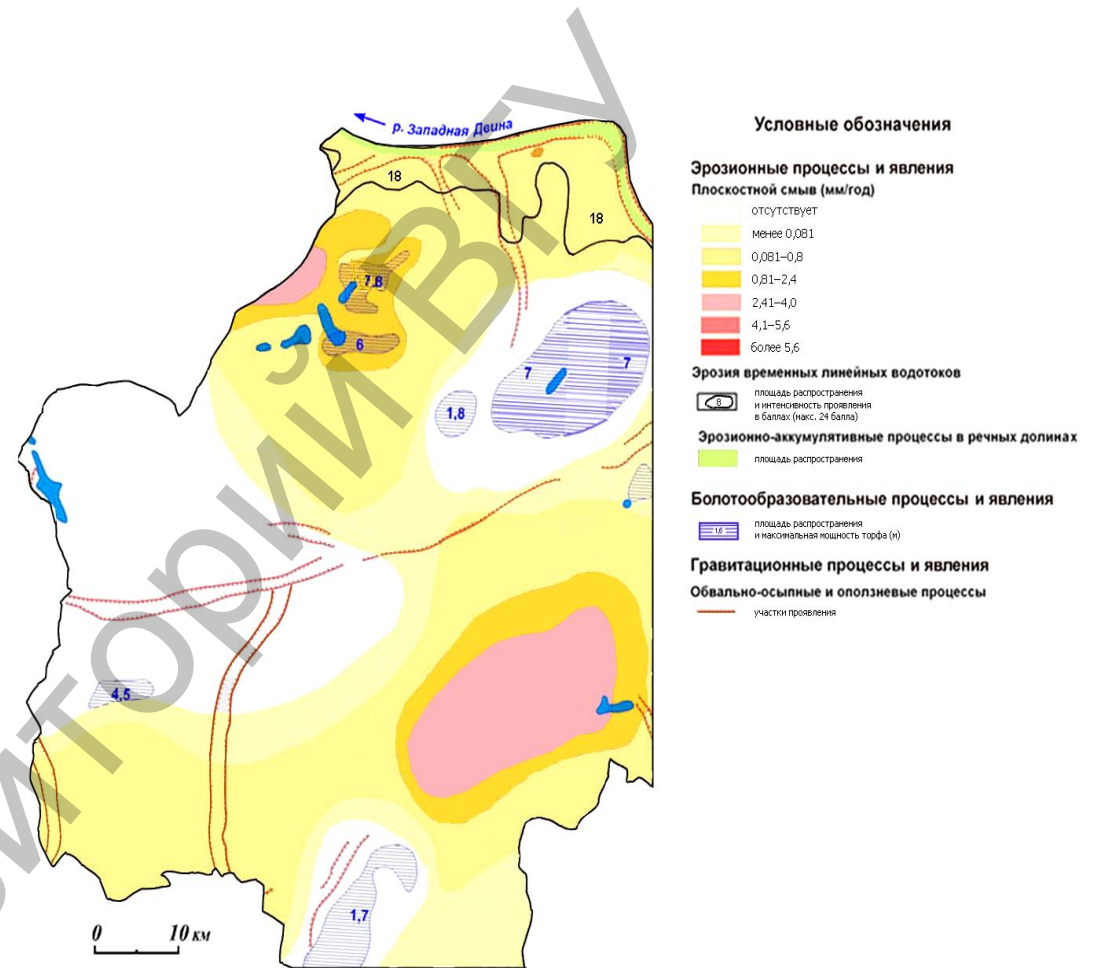 р. Западная Двина
18
18
7,8
6
7
7
1,8
4,5
1,7
0 10 км
иторий ВГУ
Условные обозначения
Эрозионные процессы и явления
Плоскостной смыв (мм/год)
отсутствует
менее 0,081
0,081–0,8
0,81–2,4
2,41–4,0
4,1–5,6
более 5,6
Эрозия временных линейных водотоков
8
площадь распространения
и интенсивность проявления
в баллах (макс. 24 балла)
Эрозионно-аккумулятивные процессы в речных долинах
площадь распространения
Болотообразовательные процессы и явления
1,6
площадь распространения
и максимальная мощность торфа (м)
Гравитационные процессы и явления
Обвально-осыпные и оползневые процессы
участки проявления